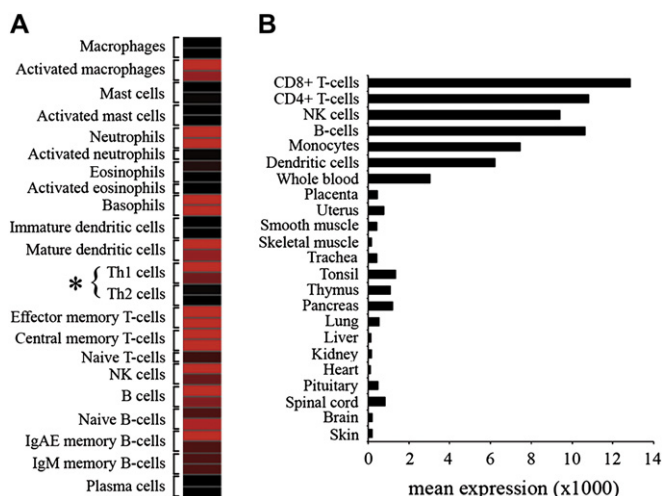 A
Macrophages
Activated macrophages
Mast cells
Activated mast cells
Neutrophils
Activated neutrophils
Eosinophils
Activated eosinophils
Basophils
Immature dendritic cells
Mature dendritic cells
* { Th1 cells
Th2 cells
Effector memory T-cells
Central memory T-cells
Naive T-cells
NK cells
B cells
Naive B-cells
IgAE memory B-cells
IgM memory B-cells
Plasma cells
B
CD8+ T-cells
CD4+ T-cells
NK cells
B-cells
Monocytes
Dendritic cells
Whole blood
Placenta
Uterus
Smooth muscle
Skeletal muscle
Trachea
Tonsil
Thymus
Pancreas
Lung
Liver
Kidney
Heart
Pituitary
Spinal cord
Brain
Skin
0 2 4 6 8 10 12 14
mean expression (x1000)